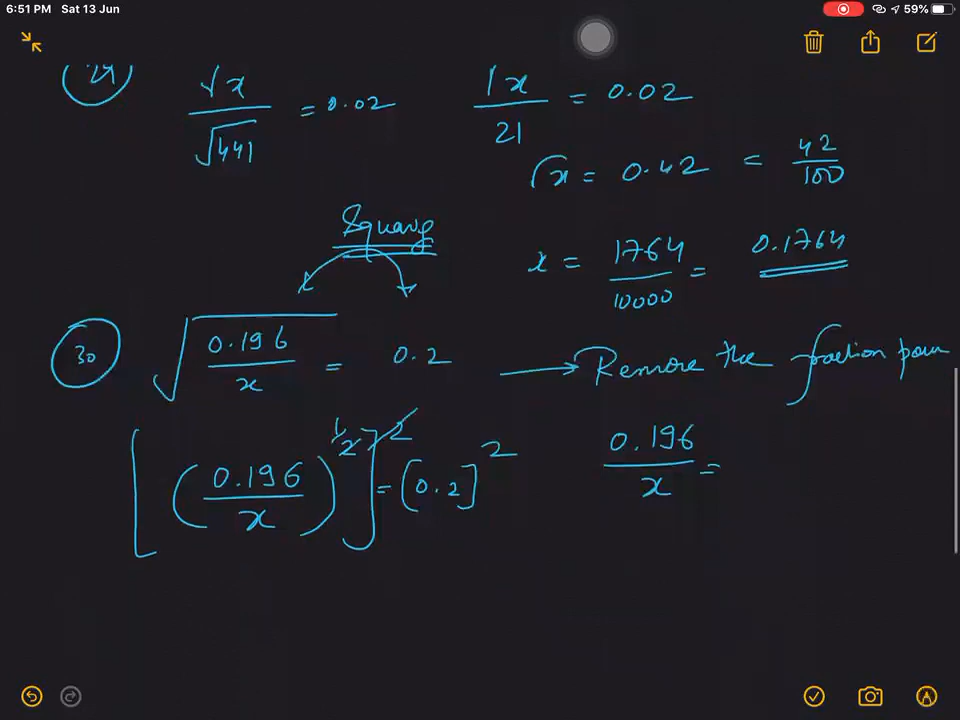 6:51 PM Sat 13 Jun 59%
√x / √441 = 0.02
√x / 21 = 0.02
√x = 0.42 = 42/100
x = 1764/10000 = 0.1764
Square
30 √(0.196/x) = 0.2 → Remove the fraction
[(0.196/x)^1/2]^2 = [0.2]^2
0.196/x =